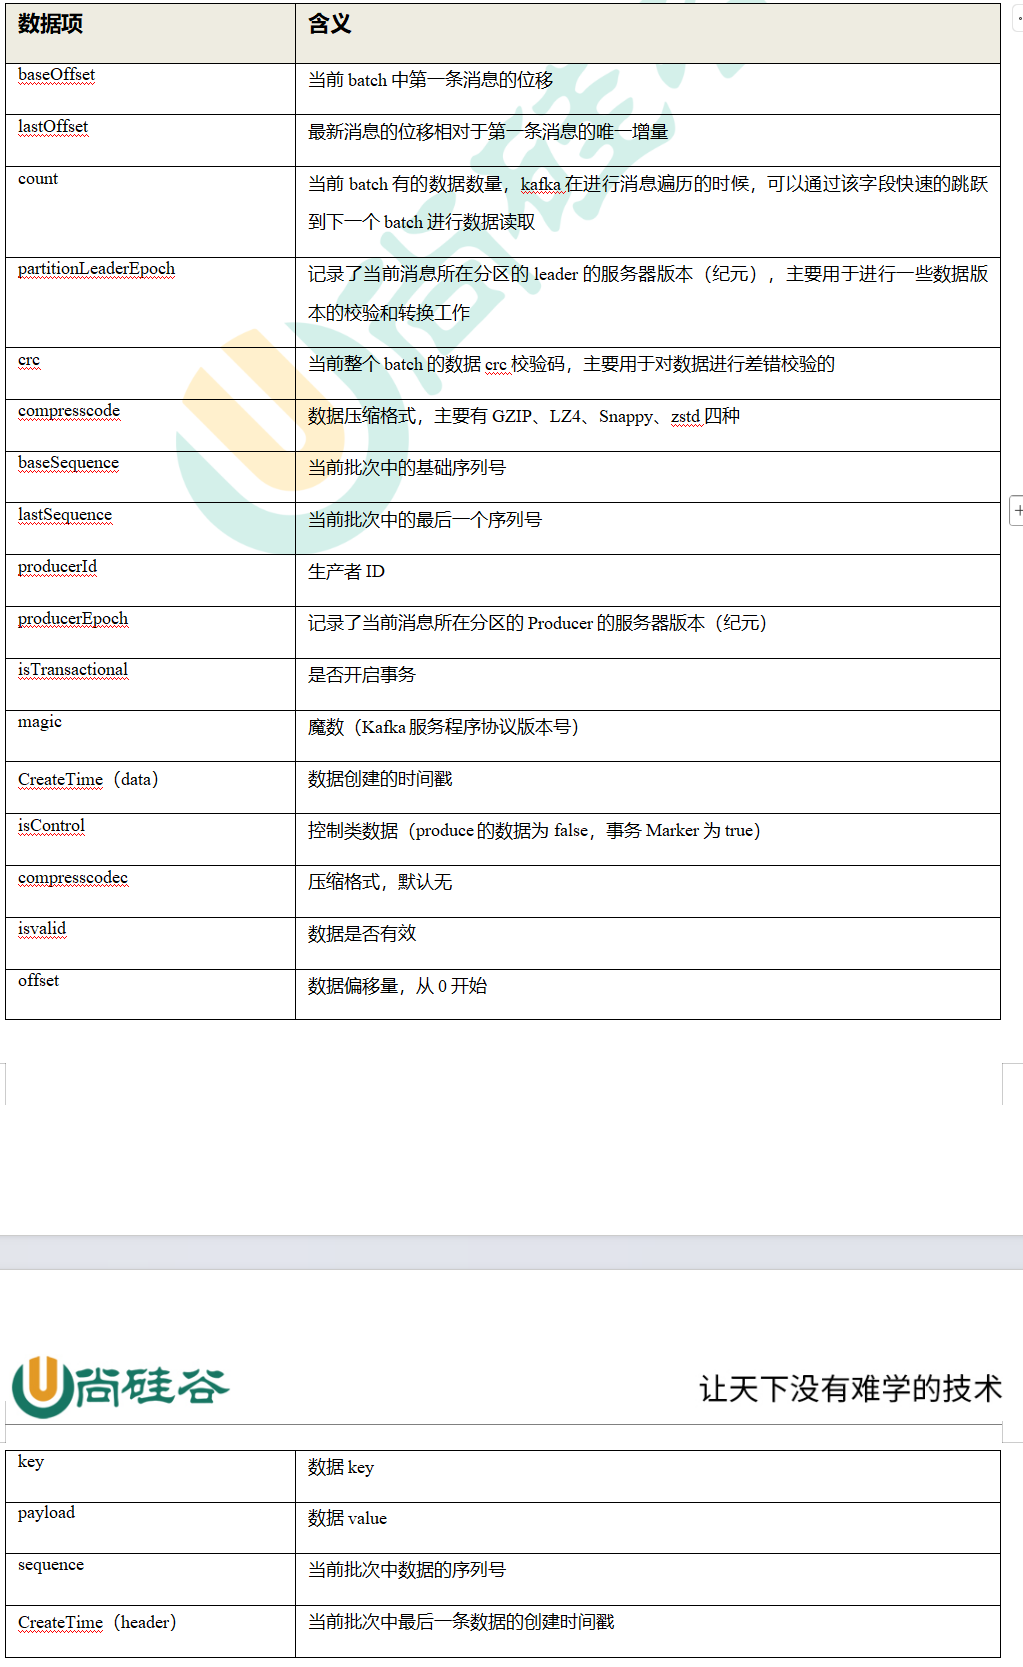 数据项 含义
baseOffset 当前 batch 中第一条消息的位移
lastOffset 最新消息的位移相对于第一条消息的唯一增量
count 当前 batch 有的数据数量，kafka 在进行消息遍历的时候，可以通过该字段快速的跳跃
到下一个 batch 进行数据读取
partitionLeaderEpoch 记录了当前消息所在分区的 leader 的服务器版本（纪元），主要用于进行一些数据版
本的校验和转换工作
crc 当前整个 batch 的数据 crc 校验码，主要用于对数据进行差错校验的
compresscode 数据压缩格式，主要有 GZIP、LZ4、Snappy、zstd 四种
baseSequence 当前批次中的基础序列号
lastSequence 当前批次中的最后一个序列号
producerId 生产者 ID
producerEpoch 记录了当前消息所在分区的 Producer 的服务器版本（纪元）
isTransactional 是否开启事务
magic 魔数（Kafka 服务程序协议版本号）
CreateTime（data） 数据创建的时间戳
isControl 控制类数据（produce 的数据为 false，事务 Marker 为 true）
compresscodec 压缩格式，默认无
isvalid 数据是否有效
offset 数据偏移量，从 0 开始
尚硅谷 让天下没有难学的技术
key 数据 key
payload 数据 value
sequence 当前批次中数据的序列号
CreateTime（header） 当前批次中最后一条数据的创建时间戳